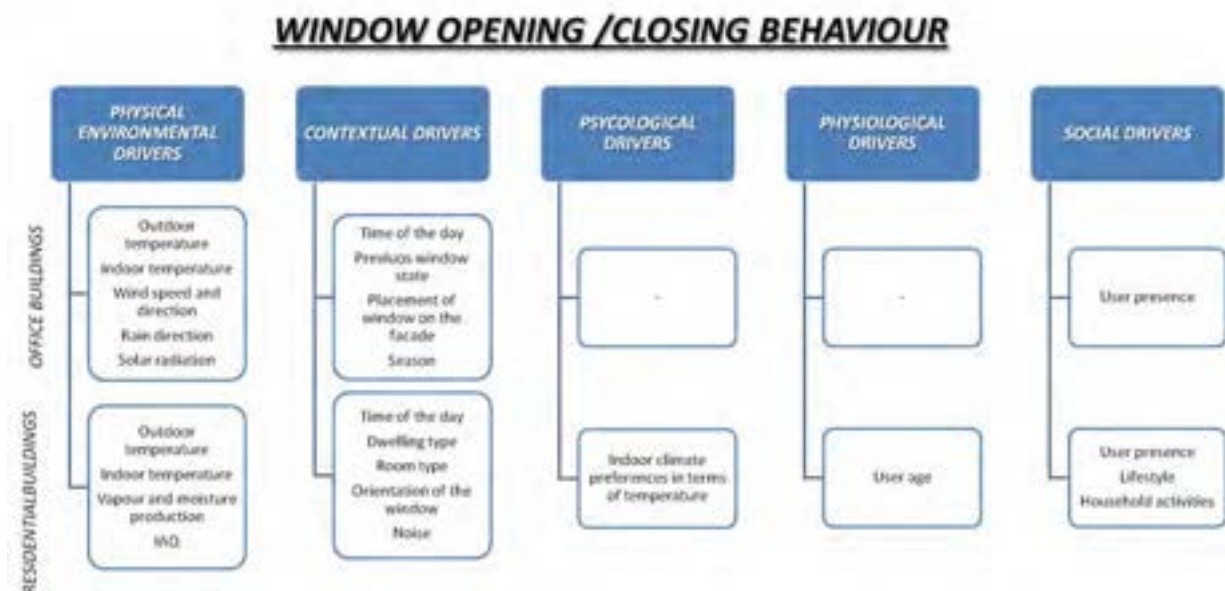 WINDOW OPENING /CLOSING BEHAVIOUR
PHYSICAL
ENVIRONMENTAL
DRIVERS
CONTEXTUAL DRIVERS
PSYCOLOGICAL
DRIVERS
PHYSIOLOGICAL
DRIVERS
SOCIAL DRIVERS
OFFICE BUILDINGS
Outdoor
temperature
Indoor temperature
Wind speed and
direction
Rain direction
Solar radiation
Time of the day
Previuos window
state
Placement of
window on the
facade
Season
-
-
User presence
RESIDENTIALBUILDINGS
Outdoor
temperature
Indoor temperature
Vapour and moisture
production
IAQ
Time of the day
Dwelling type
Room type
Orientation of the
window
Noise
Indoor climate
preferences in terms
of temperature
User age
User presence
Lifestyle
Household activities